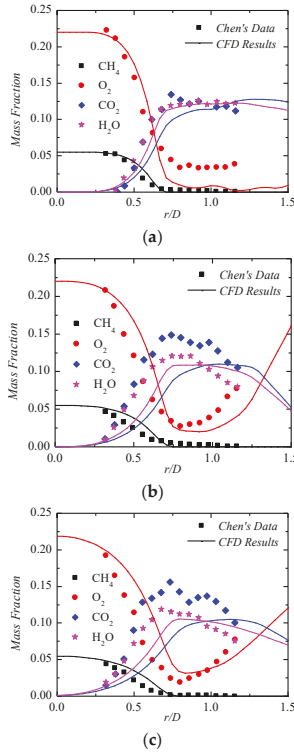 0.25
0.20
0.15
0.10
0.05
0.00
Mass Fraction
CH4
O2
CO2
H2O
Chen's Data
CFD Results
0.0 0.5 1.0 1.5
r/D
(a)
0.25
0.20
0.15
0.10
0.05
0.00
Mass Fraction
CH4
O2
CO2
H2O
Chen's Data
CFD Results
0.0 0.5 1.0 1.5
r/D
(b)
0.25
0.20
0.15
0.10
0.05
0.00
Mass Fraction
CH4
O2
CO2
H2O
Chen's Data
CFD Results
0.0 0.5 1.0 1.5
r/D
(c)